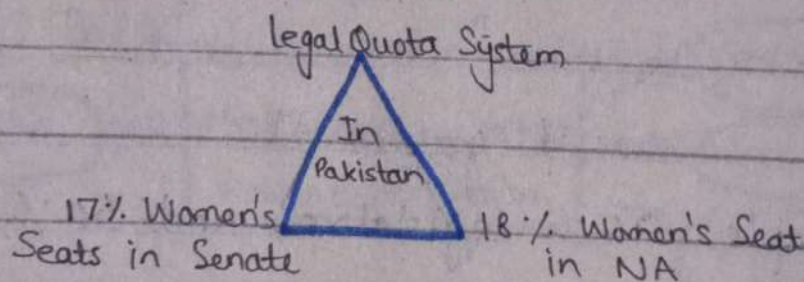 legal Quota System
In
Pakistan
17% Women's
Seats in Senate
18% Women's Seat
in NA